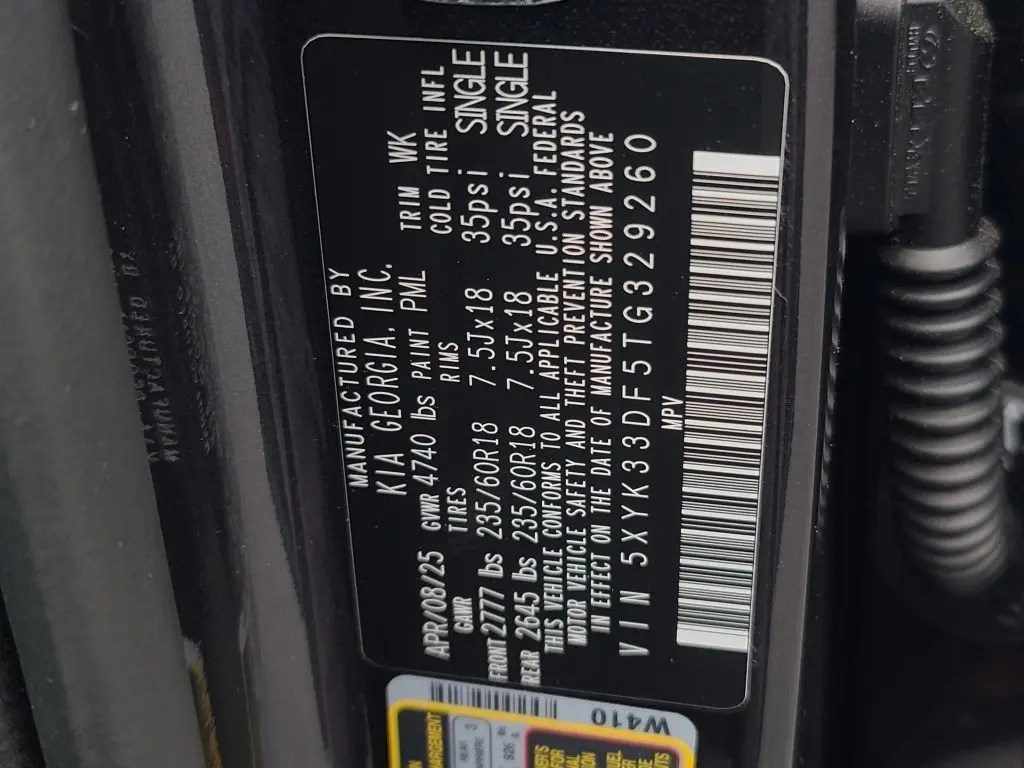 MANUFACTURED BY
KIA GEORGIA, INC.
APR/08/25 GVWR 4740 lbs PAINT PML TRIM WK
GAWR TIRES RIMS COLD TIRE INFL
FRONT 2777 lbs 235/60R18 7.5Jx18 35psi SINGLE
REAR 2645 lbs 235/60R18 7.5Jx18 35psi SINGLE
THIS VEHICLE CONFORMS TO ALL APPLICABLE U.S.A. FEDERAL
MOTOR VEHICLE SAFETY AND THEFT PREVENTION STANDARDS
IN EFFECT ON THE DATE OF MANUFACTURE SHOWN ABOVE
VIN 5XYK33DF5TG329260
MPV
W410
REAR
3
926